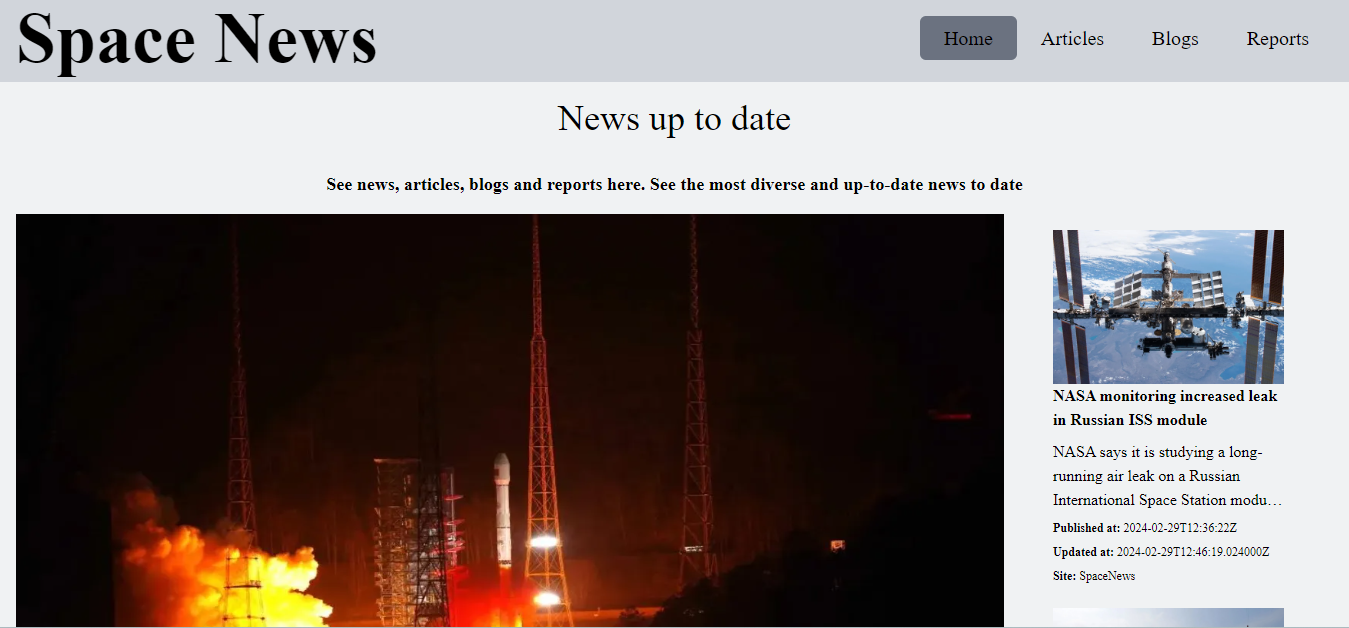 Space News
Home
Articles
Blogs
Reports
News up to date
See news, articles, blogs and reports here. See the most diverse and up-to-date news to date
NASA monitoring increased leak
in Russian ISS module
NASA says it is studying a long-
running air leak on a Russian
International Space Station modu…
Published at: 2024-02-29T12:36:22Z
Updated at: 2024-02-29T12:46:19.024000Z
Site: SpaceNews